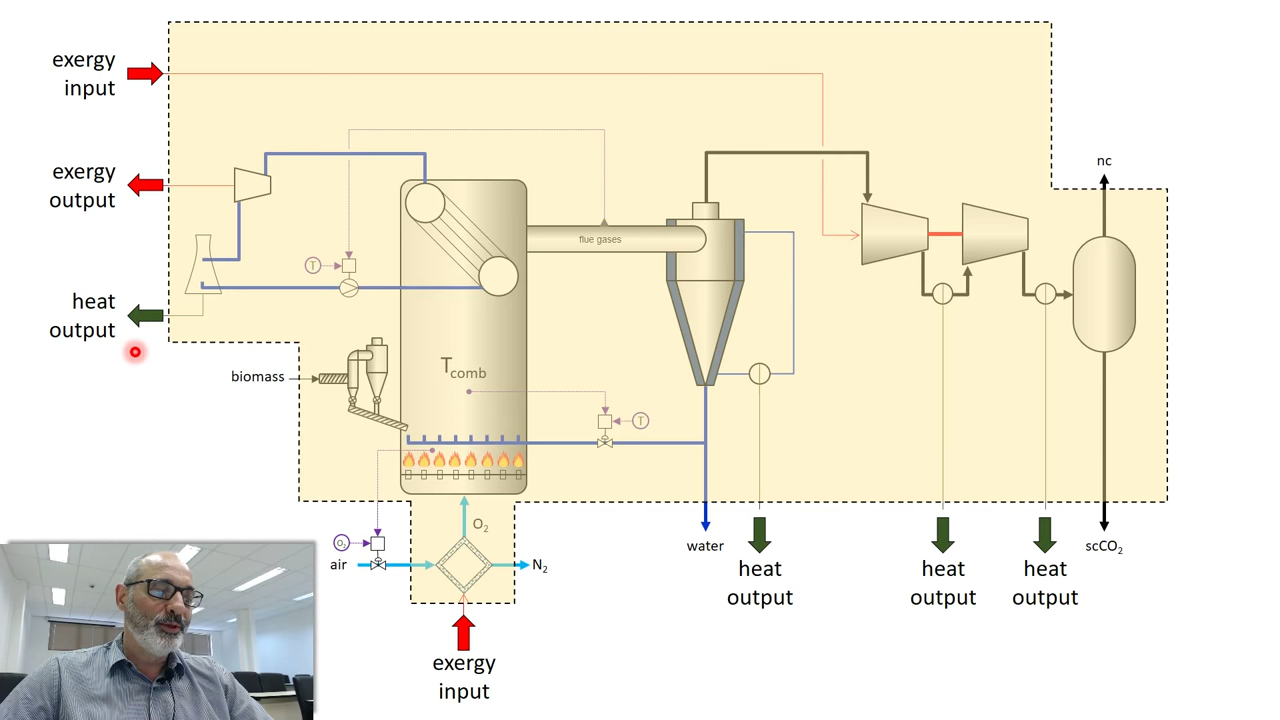 exergy
input
exergy
output
heat
output
biomass
T
flue gases
Tcomb
T
O₂
O₂
air
N₂
exergy
input
water
heat
output
heat
output
heat
output
nc
scCO₂